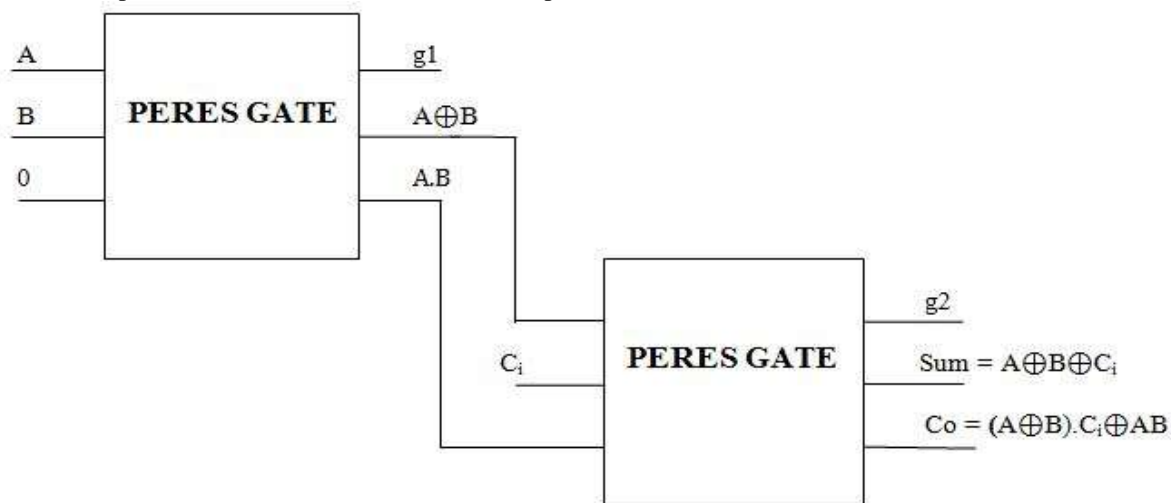 A
g1
B
PERES GATE
A⊕B
0
A.B
g2
PERES GATE
Cᵢ
Sum = A⊕B⊕Cᵢ
Co = (A⊕B).Cᵢ⊕AB